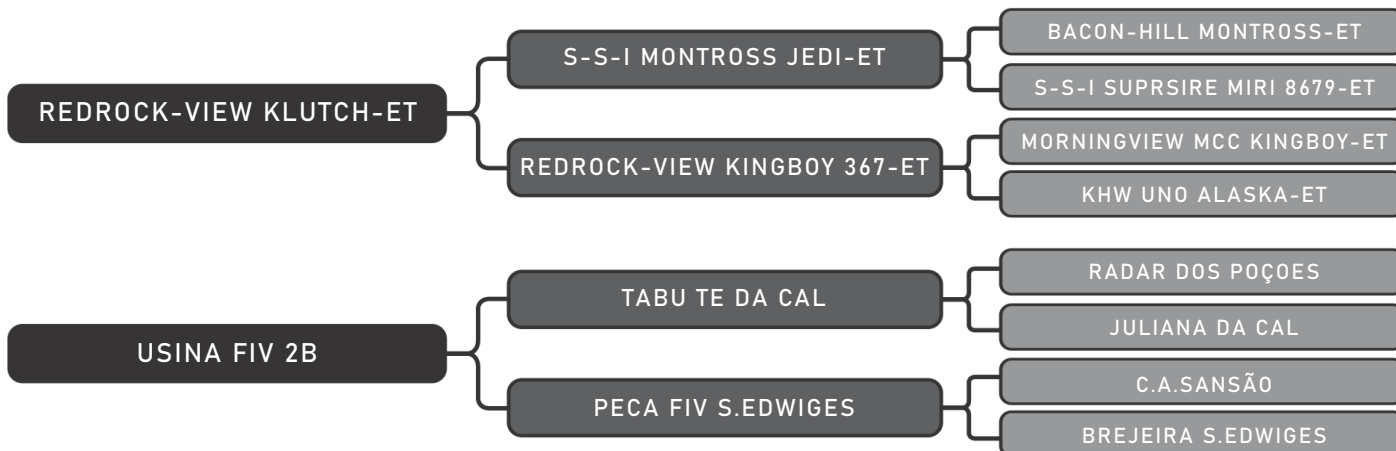 REDROCK-VIEW KLUTCH-ET
S-S-I MONTROSS JEDI-ET
BACON-HILL MONTROSS-ET
S-S-I SUPRSIRE MIRI 8679-ET
REDROCK-VIEW KINGBOY 367-ET
MORNINGVIEW MCC KINGBOY-ET
KHW UNO ALASKA-ET
USINA FIV 2B
TABU TE DA CAL
RADAR DOS POÇOES
JULIANA DA CAL
PECA FIV S.EDWIGES
C.A.SANSÃO
BREJEIRA S.EDWIGES